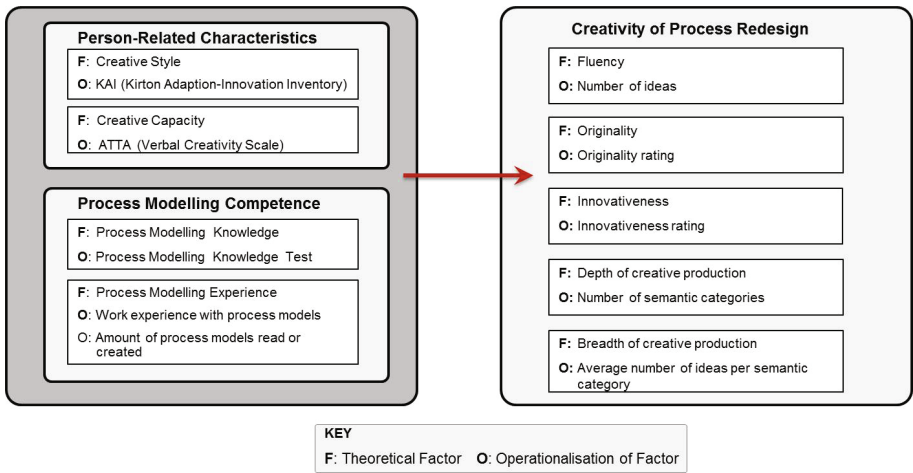 Person-Related Characteristics
F: Creative Style
O: KAI (Kirton Adaption-Innovation Inventory)
F: Creative Capacity
O: ATTA (Verbal Creativity Scale)
Process Modelling Competence
F: Process Modelling Knowledge
O: Process Modelling Knowledge Test
F: Process Modelling Experience
O: Work experience with process models
O: Amount of process models read or
created
Creativity of Process Redesign
F: Fluency
O: Number of ideas
F: Originality
O: Originality rating
F: Innovativeness
O: Innovativeness rating
F: Depth of creative production
O: Number of semantic categories
F: Breadth of creative production
O: Average number of ideas per semantic
category
KEY
F: Theoretical Factor O: Operationalisation of Factor